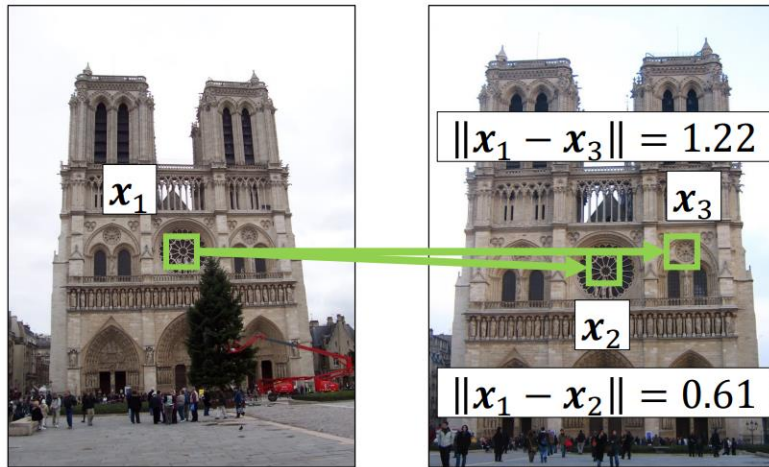 𝒙₁
‖𝒙₁ − 𝒙₃‖ = 1.22
𝒙₃
𝒙₂
‖𝒙₁ − 𝒙₂‖ = 0.61